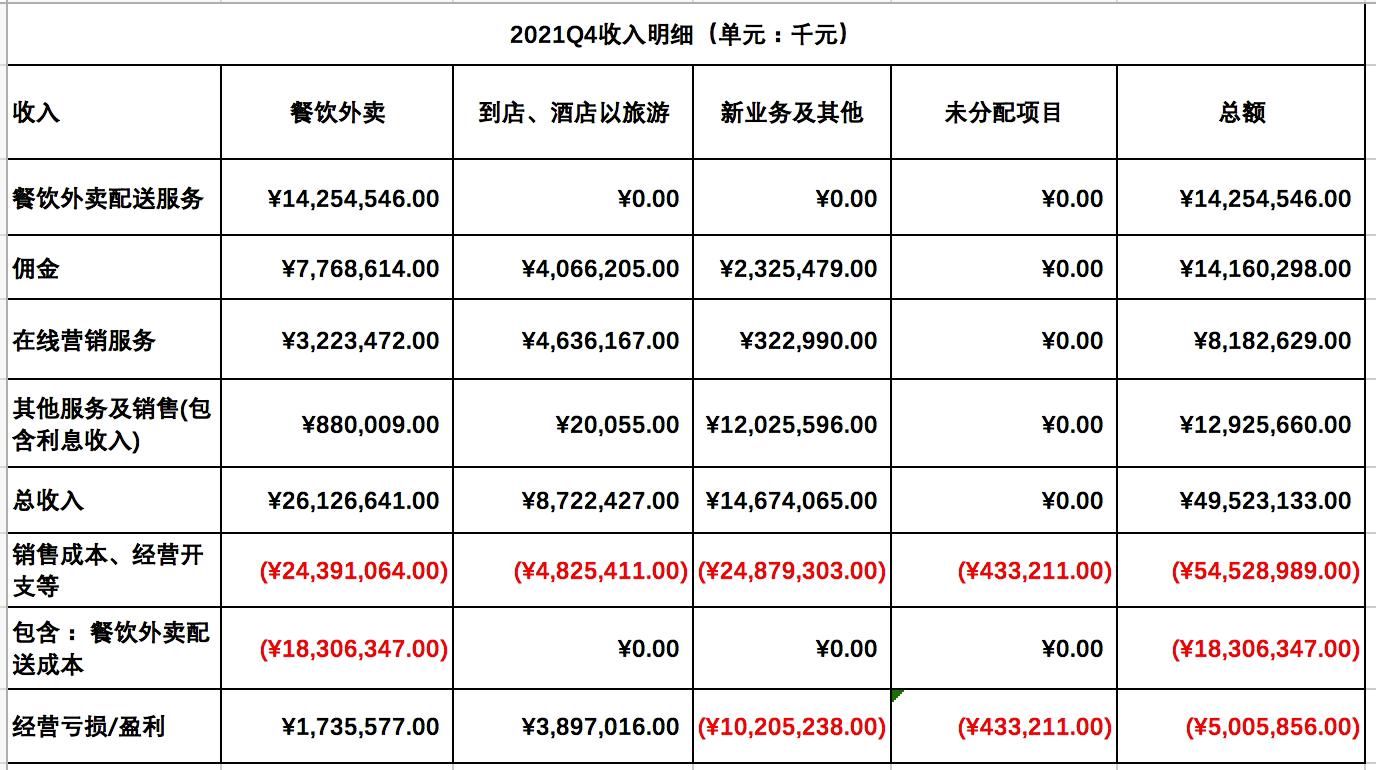 2021Q4收入明细（单元：千元）
收入 餐饮外卖 到店、酒店以旅游 新业务及其他 未分配项目 总额
餐饮外卖配送服务 ¥14,254,546.00 ¥0.00 ¥0.00 ¥0.00 ¥14,254,546.00
佣金 ¥7,768,614.00 ¥4,066,205.00 ¥2,325,479.00 ¥0.00 ¥14,160,298.00
在线营销服务 ¥3,223,472.00 ¥4,636,167.00 ¥322,990.00 ¥0.00 ¥8,182,629.00
其他服务及销售(包
含利息收入) ¥880,009.00 ¥20,055.00 ¥12,025,596.00 ¥0.00 ¥12,925,660.00
总收入 ¥26,126,641.00 ¥8,722,427.00 ¥14,674,065.00 ¥0.00 ¥49,523,133.00
销售成本、经营开
支等 (¥24,391,064.00) (¥4,825,411.00) (¥24,879,303.00) (¥433,211.00) (¥54,528,989.00)
包含：餐饮外卖配
送成本 (¥18,306,347.00) ¥0.00 ¥0.00 ¥0.00 (¥18,306,347.00)
经营亏损/盈利 ¥1,735,577.00 ¥3,897,016.00 (¥10,205,238.00) (¥433,211.00) (¥5,005,856.00)